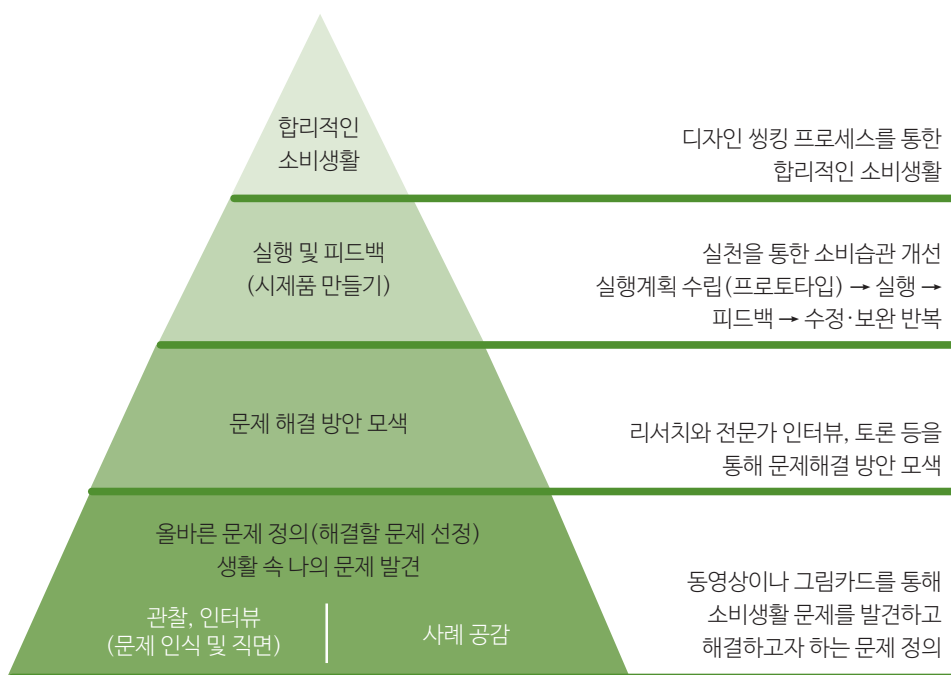 합리적인
소비생활
디자인 씽킹 프로세스를 통한
합리적인 소비생활
실행 및 피드백
(시제품 만들기)
실천을 통한 소비습관 개선
실행계획 수립(프로토타입) → 실행 →
피드백 → 수정·보완 반복
문제 해결 방안 모색
리서치와 전문가 인터뷰, 토론 등을
통해 문제해결 방안 모색
올바른 문제 정의(해결할 문제 선정)
생활 속 나의 문제 발견
관찰, 인터뷰
(문제 인식 및 직면)
사례 공감
동영상이나 그림카드를 통해
소비생활 문제를 발견하고
해결하고자 하는 문제 정의